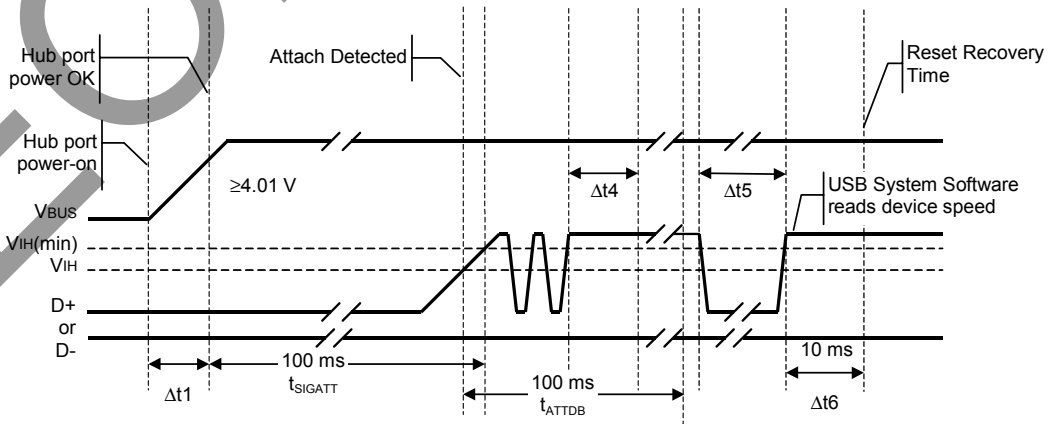 Hub port
power OK
Attach Detected
Reset Recovery
Time
Hub port
power-on
≥4.01 V
Δt4
Δt5
USB System Software
reads device speed
VBUS
VIH(min)
VIH
D+
or
D-
100 ms
tSIGATT
Δt1
100 ms
tATTDB
10 ms
Δt6